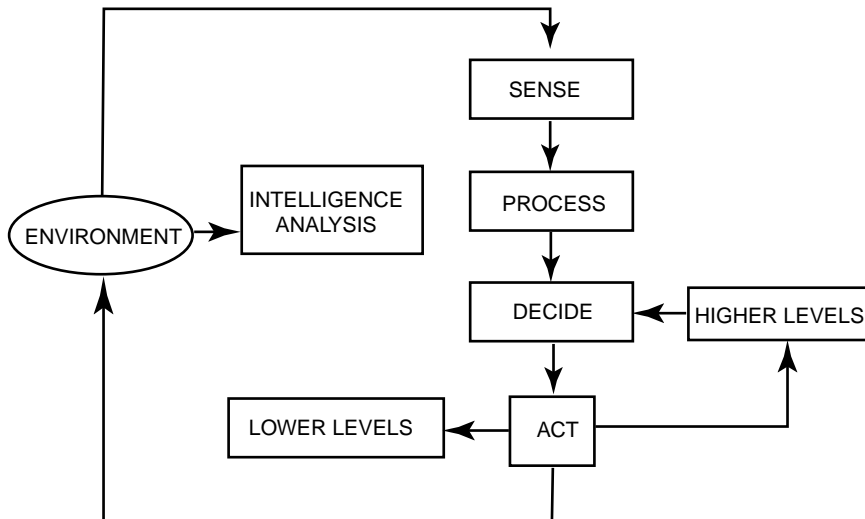 SENSE
INTELLIGENCE
ANALYSIS
PROCESS
ENVIRONMENT
DECIDE
HIGHER LEVELS
LOWER LEVELS
ACT